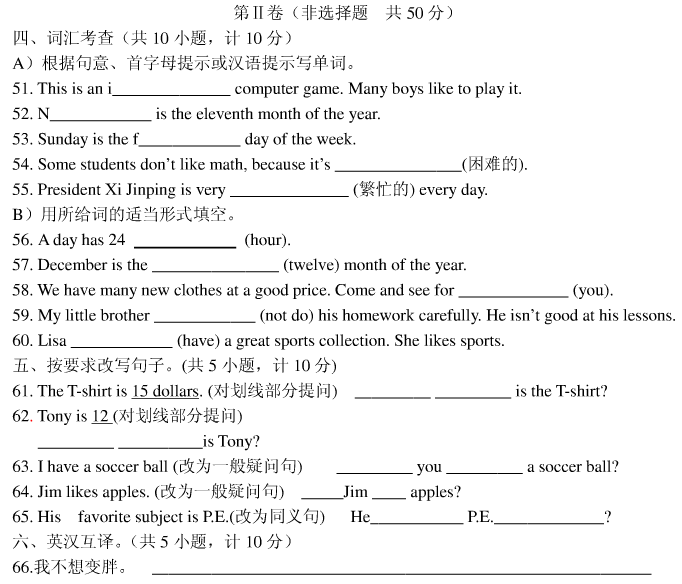 第Ⅱ卷（非选择题 共 50 分）
四、词汇考查（共 10 小题，计 10 分）
A）根据句意、首字母提示或汉语提示写单词。
51. This is an i______________ computer game. Many boys like to play it.
52. N____________ is the eleventh month of the year.
53. Sunday is the f____________ day of the week.
54. Some students don’t like math, because it’s _______________(困难的).
55. President Xi Jinping is very ______________ (繁忙的) every day.
B）用所给词的适当形式填空。
56. A day has 24 ____________ (hour).
57. December is the _______________ (twelve) month of the year.
58. We have many new clothes at a good price. Come and see for _____________ (you).
59. My little brother ____________ (not do) his homework carefully. He isn’t good at his lessons.
60. Lisa ____________ (have) a great sports collection. She likes sports.
五、按要求改写句子。(共 5 小题，计 10 分)
61. The T-shirt is 15 dollars. (对划线部分提问) _________ _________ is the T-shirt?
62. Tony is 12 (对划线部分提问)
_________ __________is Tony?
63. I have a soccer ball (改为一般疑问句) _________ you _________ a soccer ball?
64. Jim likes apples. (改为一般疑问句) _____Jim ____ apples?
65. His favorite subject is P.E.(改为同义句) He___________ P.E._____________?
六、英汉互译。（共 5 小题，计 10 分）
66.我不想变胖。 ____________________________________________________________